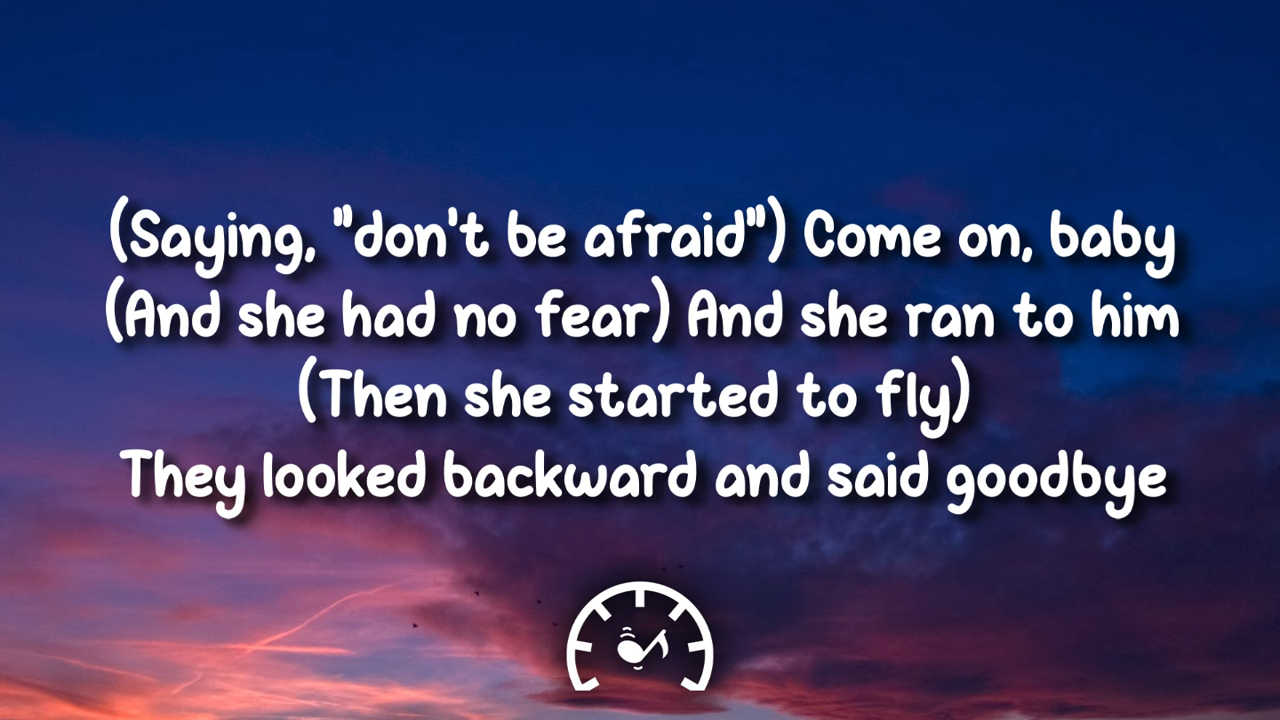 (Saying, "don't be afraid") Come on, baby
(And she had no fear) And she ran to him
(Then she started to fly)
They looked backward and said goodbye